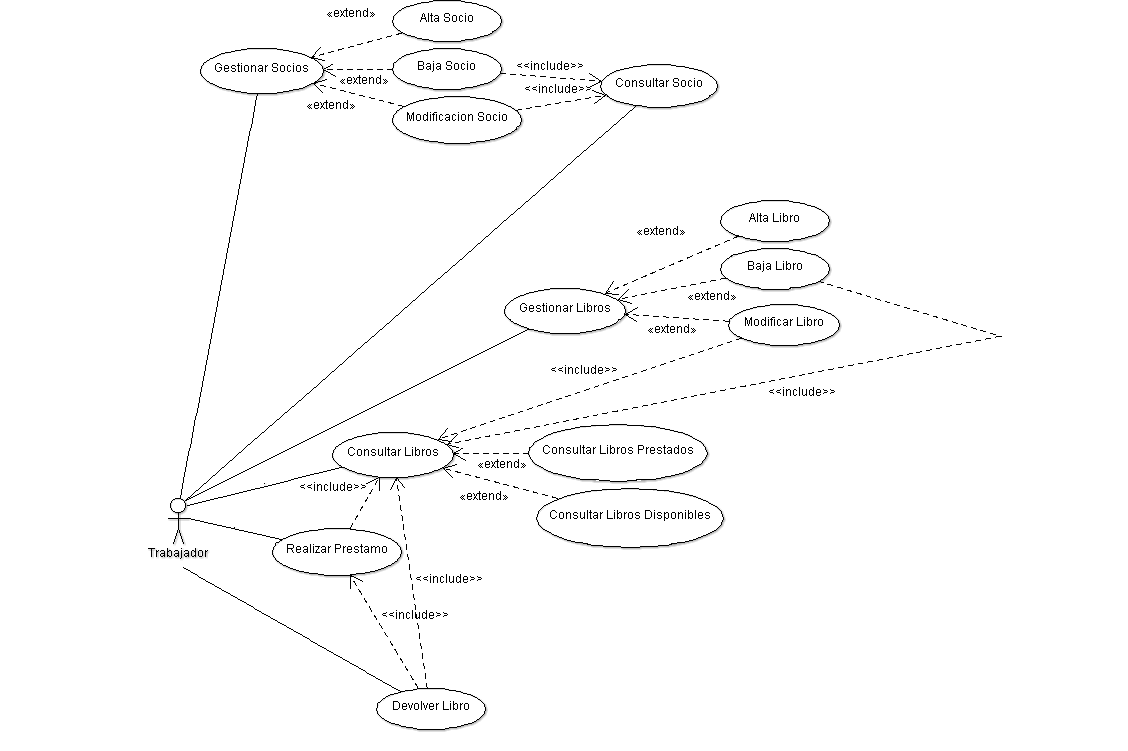 «extend»
Alta Socio
Gestionar Socios
Baja Socio
<<include>>
«extend»
Consultar Socio
<<include>>
«extend»
Modificacion Socio
Alta Libro
«extend»
Baja Libro
«extend»
Gestionar Libros
Modificar Libro
«extend»
<<include>>
<<include>>
Consultar Libros
Consultar Libros Prestados
«extend»
<<include>>
«extend»
Consultar Libros Disponibles
Trabajador
Realizar Prestamo
<<include>>
<<include>>
Devolver Libro